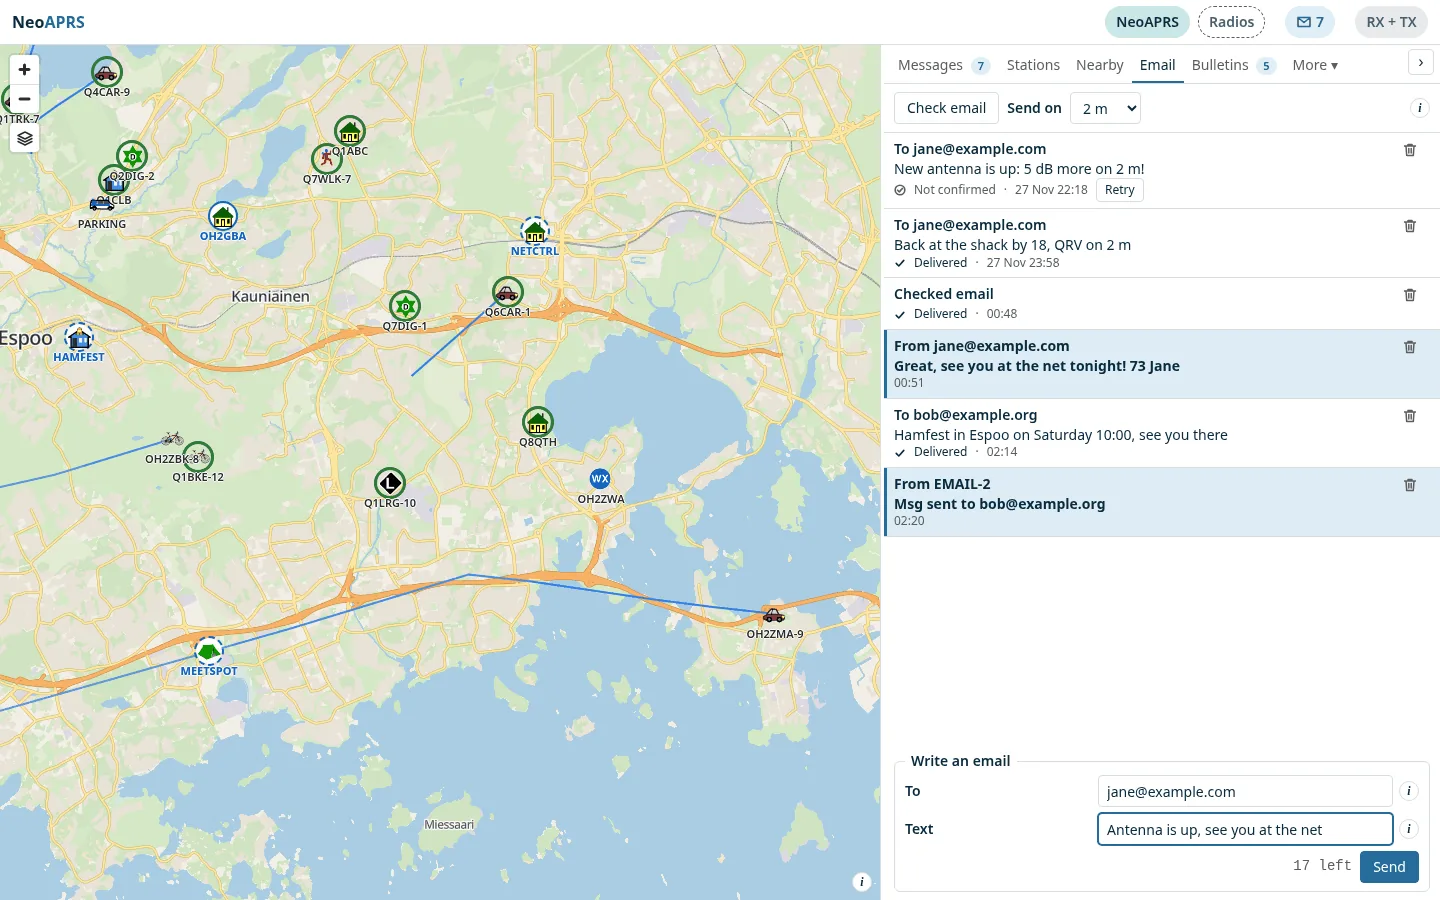 NeoAPRS
NeoAPRS
Radios
7
RX + TX
Messages 7
Stations
Nearby
Email
Bulletins 5
More ▾
›
Check email
Send on
2 m
i
To jane@example.com
New antenna is up: 5 dB more on 2 m!
Not confirmed · 27 Nov 22:18
Retry
To jane@example.com
Back at the shack by 18, QRV on 2 m
Delivered · 27 Nov 23:58
Checked email
Delivered · 00:48
From jane@example.com
Great, see you at the net tonight! 73 Jane
00:51
To bob@example.org
Hamfest in Espoo on Saturday 10:00, see you there
Delivered · 02:14
From EMAIL-2
Msg sent to bob@example.org
02:20
Write an email
To
jane@example.com
i
Text
Antenna is up, see you at the net
i
17 left
Send
+
−
Q4CAR-9
Q1TRK-7
D
Q2DIG-2
Q1CLB
PARKING
Q1ABC
Q7WLK-7
OH2GBA
NETCTRL
Kauniainen
D
Q7DIG-1
Q6CAR-1
Espoo
HAMFEST
Q8QTH
OH2ZBK-8
Q1BKE-12
L
Q1LRG-10
WX
OH2ZWA
OH2ZMA-9
MEETSPOT
Miessaari
i